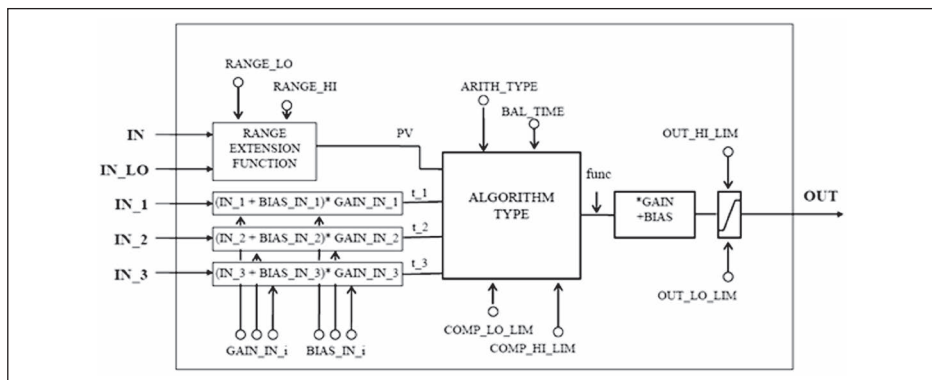 RANGE_LO
RANGE_HI
ARITH_TYPE
BAL_TIME
IN
IN_LO
RANGE
EXTENSION
FUNCTION
PV
OUT_HI_LIM
IN_1
(IN_1 + BIAS_IN_1)* GAIN_IN_1
t_1
ALGORITHM
TYPE
func
*GAIN
+BIAS
OUT
IN_2
(IN_2 + BIAS_IN_2)* GAIN_IN_2
t_2
IN_3
(IN_3 + BIAS_IN_3)* GAIN_IN_3
t_3
OUT_LO_LIM
GAIN_IN_i
BIAS_IN_i
COMP_LO_LIM
COMP_HI_LIM